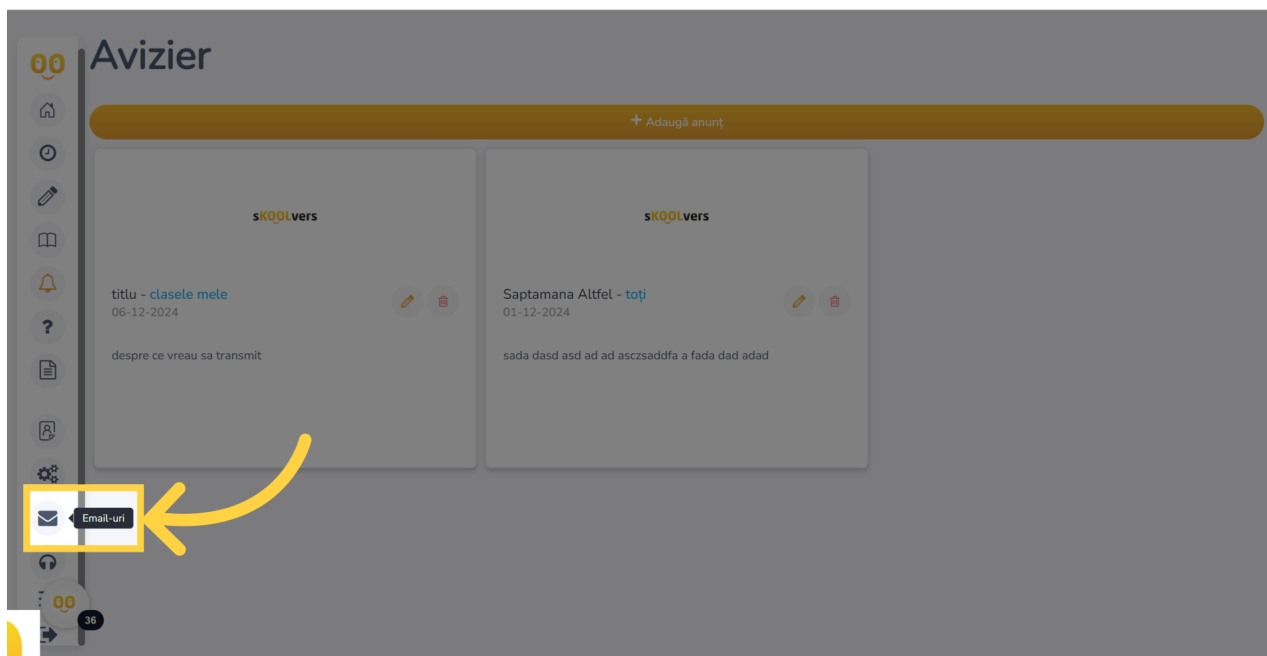 Avizier
+ Adaugă anunț
sKOOLvers
sKOOLvers
titlu - clasele mele
06-12-2024
despre ce vreau sa transmit
Saptamana Altfel - toți
01-12-2024
sada dasd asd ad ad asczsaddfa a fada dad adad
?
Email-uri
36